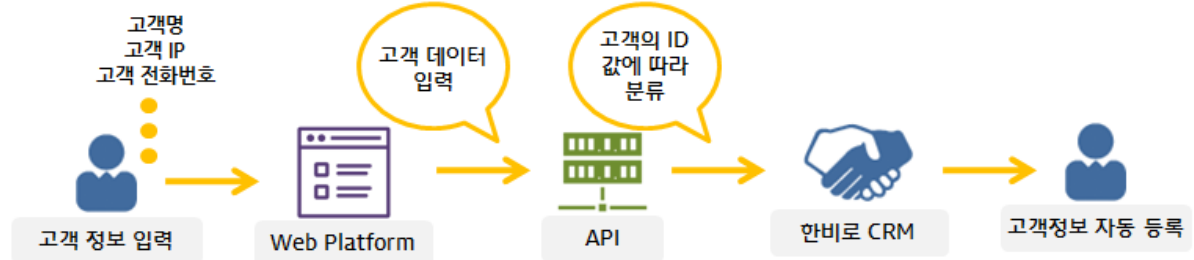 고객명
고객 IP
고객 전화번호
고객 데이터
입력
고객의 ID
값에 따라
분류
고객 정보 입력
Web Platform
API
한비로 CRM
고객정보 자동 등록